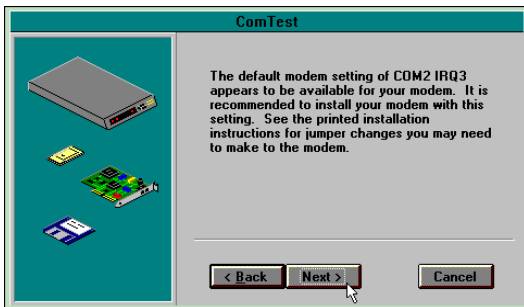 ComTest
The default modem setting of COM2 IRQ3
appears to be available for your modem. It is
recommended to install your modem with this
setting. See the printed installation
instructions for jumper changes you may need
to make to the modem.
< Back
Next >
Cancel